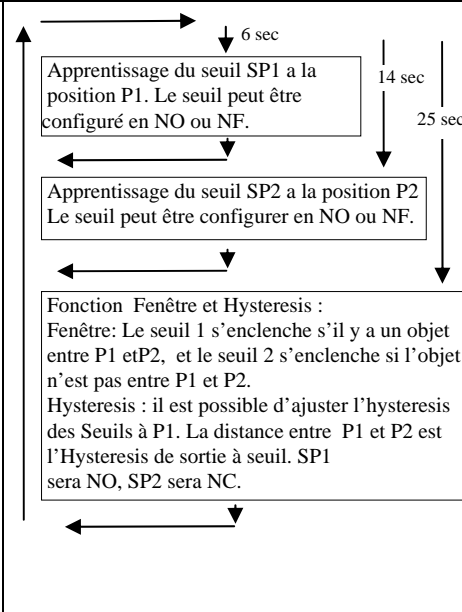 6 sec
Apprentissage du seuil SP1 a la
position P1. Le seuil peut être
configuré en NO ou NF.
14 sec
25 sec
Apprentissage du seuil SP2 a la position P2
Le seuil peut être configurer en NO ou NF.
Fonction Fenêtre et Hysteresis :
Fenêtre: Le seuil 1 s’enclenche s’il y a un objet
entre P1 etP2, et le seuil 2 s’enclenche si l’objet
n’est pas entre P1 et P2.
Hysteresis : il est possible d’ajuster l’hysteresis
des Seuils à P1. La distance entre P1 et P2 est
l’Hysteresis de sortie à seuil. SP1
sera NO, SP2 sera NC.